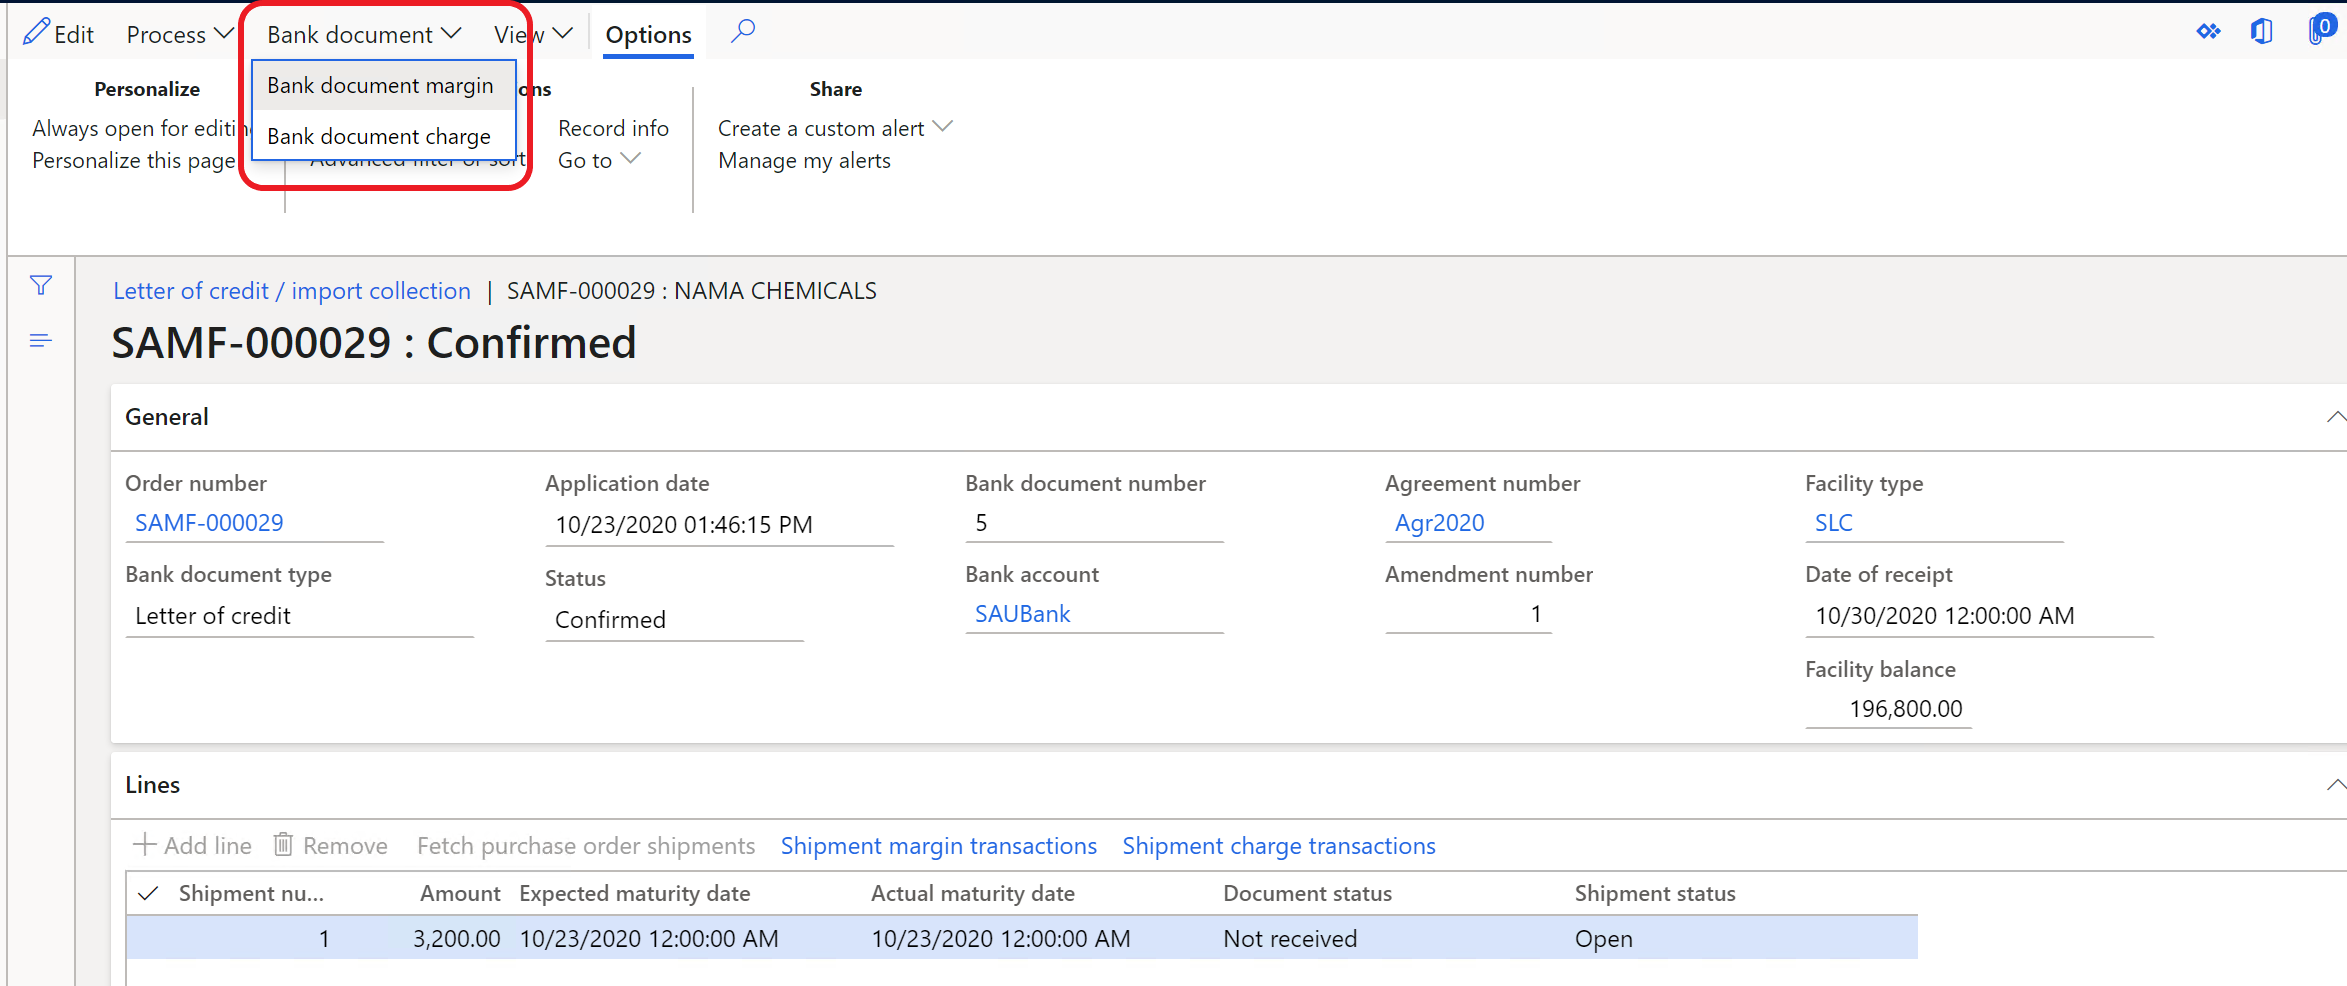 Edit Process Bank document View Options 0
Bank document margin
Bank document charge
Personalize ons Share
Always open for editing Record info Create a custom alert
Personalize this page Advanced filter or sort Go to Manage my alerts
Letter of credit / import collection | SAMF-000029 : NAMA CHEMICALS
SAMF-000029 : Confirmed
General
Order number Application date Bank document number Agreement number Facility type
SAMF-000029 10/23/2020 01:46:15 PM 5 Agr2020 SLC
Bank document type Status Bank account Amendment number Date of receipt
Letter of credit Confirmed SAUBank 1 10/30/2020 12:00:00 AM
Facility balance
196,800.00
Lines
Add line Remove Fetch purchase order shipments Shipment margin transactions Shipment charge transactions
Shipment nu... Amount Expected maturity date Actual maturity date Document status Shipment status
1 3,200.00 10/23/2020 12:00:00 AM 10/23/2020 12:00:00 AM Not received Open